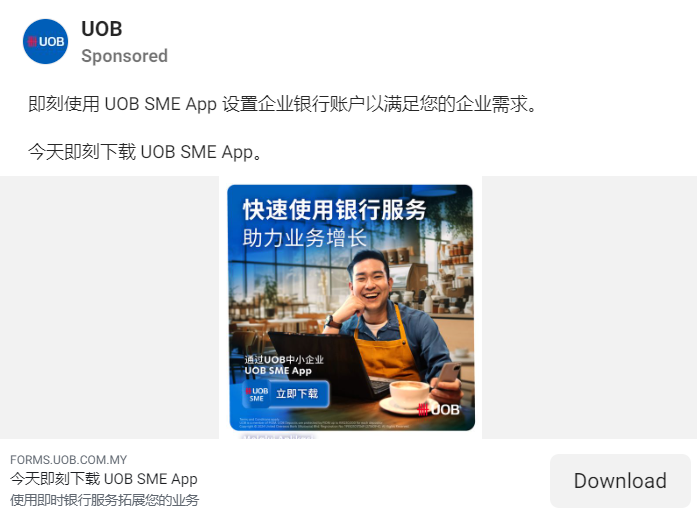 UOB
UOB
Sponsored
即刻使用 UOB SME App 设置企业银行账户以满足您的企业需求。
今天即刻下载 UOB SME App。
快速使用银行服务
助力业务增长
通过UOB中小企业
UOB SME App
UOB
SME
立即下载
UOB
FORMS.UOB.COM.MY
今天即刻下载 UOB SME App
使用即时银行服务拓展您的业务
Download